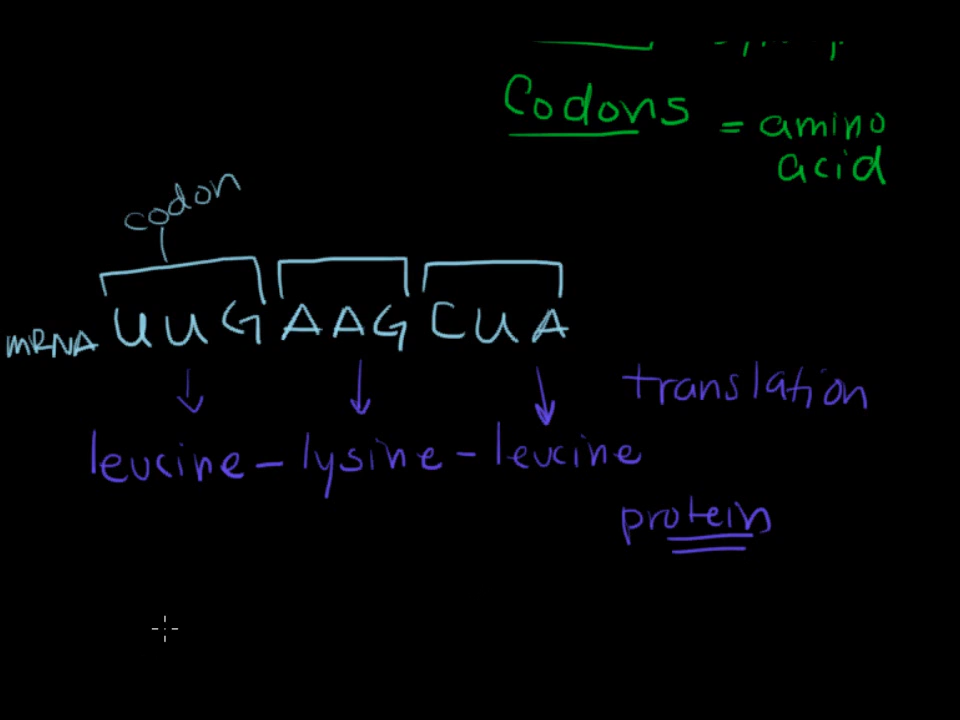 Codons = amino
acid
codon
mRNA UUG AAG CUA
translation
leucine - lysine - leucine
protein